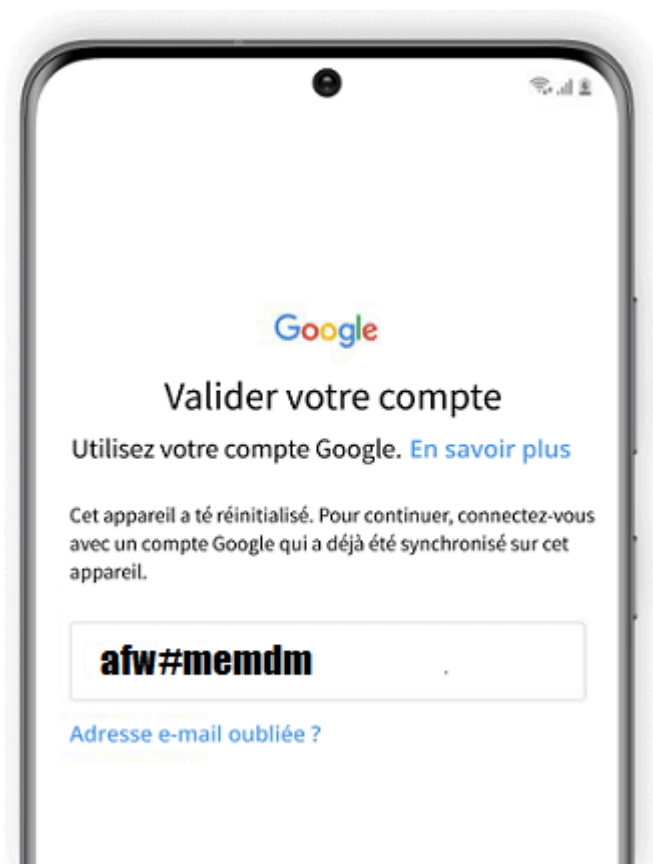 Google
Valider votre compte
Utilisez votre compte Google. En savoir plus
Cet appareil a té réinitialisé. Pour continuer, connectez-vous
avec un compte Google qui a déjà été synchronisé sur cet
appareil.
afw#memdm
Adresse e-mail oubliée ?